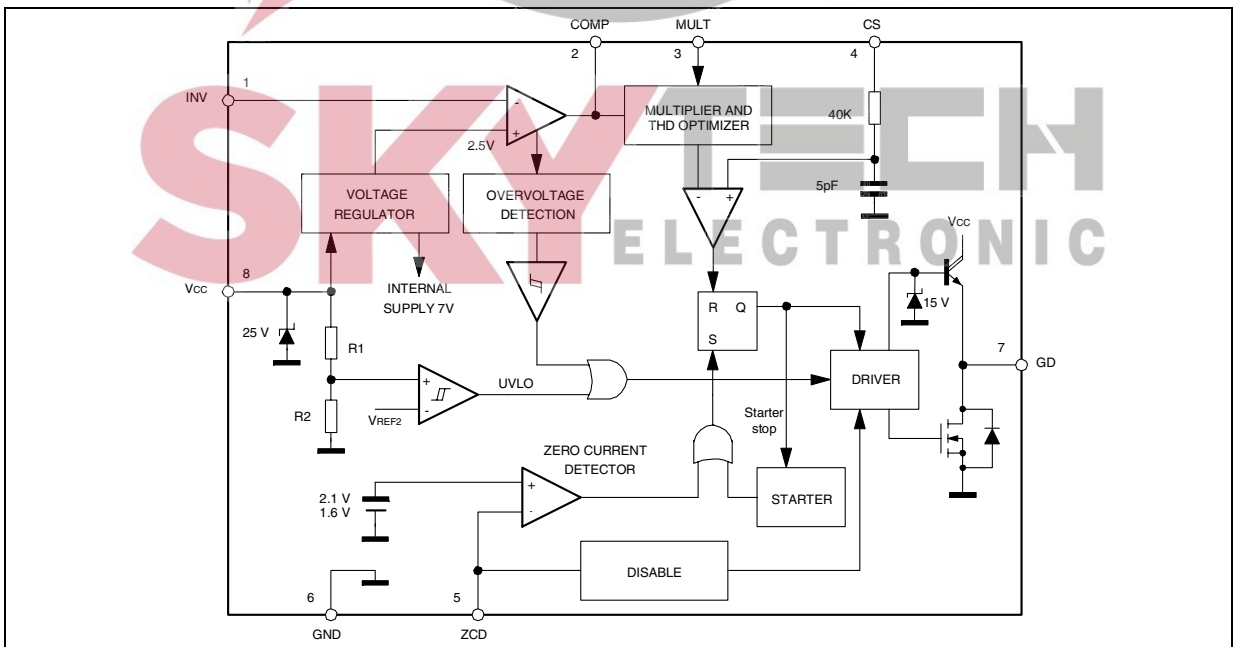 COMP
MULT
CS
2
3
4
1
INV
SKYTECH
ELECTRONIC
MULTIPLIER AND
THD OPTIMIZER
40K
2.5V
5pF
VOLTAGE
REGULATOR
OVERVOLTAGE
DETECTION
Vcc
8
Vcc
INTERNAL
SUPPLY 7V
15 V
25 V
R Q
S
R1
7
GD
DRIVER
UVLO
R2
VREF2
Starter
stop
ZERO CURRENT
DETECTOR
2.1 V
1.6 V
STARTER
DISABLE
6
5
GND
ZCD